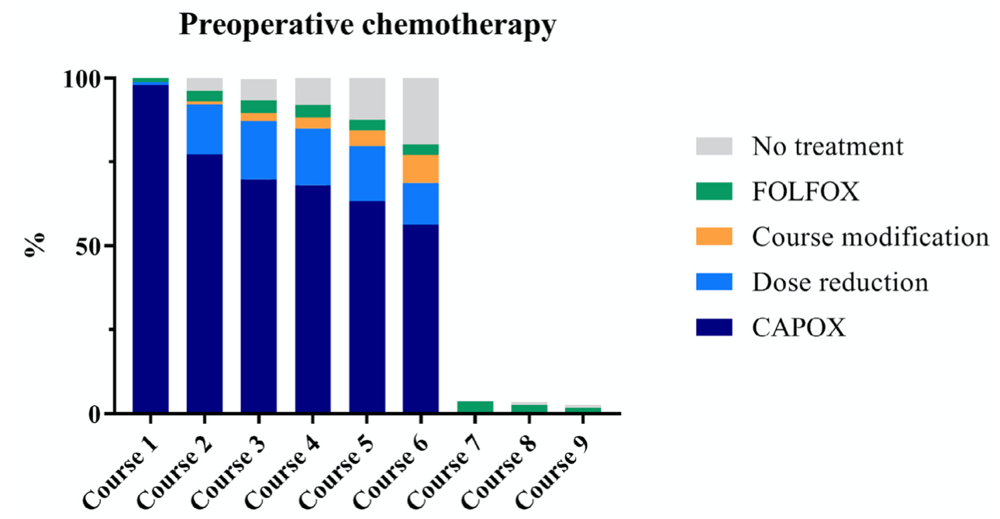 Preoperative chemotherapy
100
50
0
%
Course 1
Course 2
Course 3
Course 4
Course 5
Course 6
Course 7
Course 8
Course 9
No treatment
FOLFOX
Course modification
Dose reduction
CAPOX